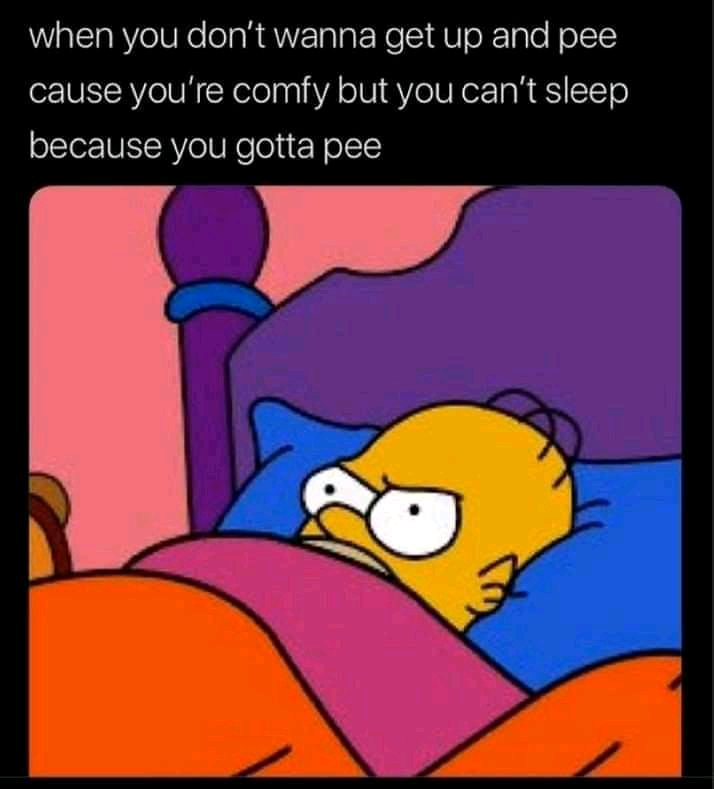 when you don’t wanna get up and pee
cause you’re comfy but you can’t sleep
because you gotta pee